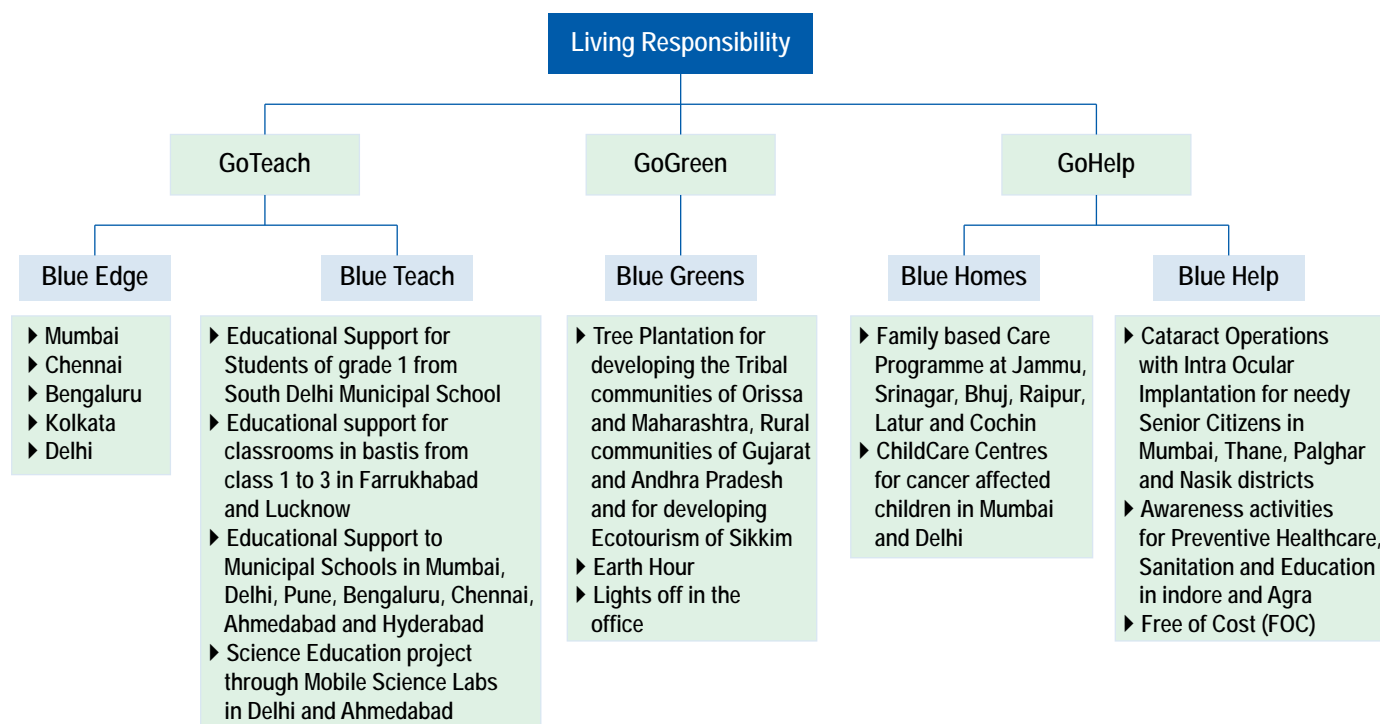 Living Responsibility
GoTeach
GoGreen
GoHelp
Blue Edge
Mumbai
Chennai
Bengaluru
Kolkata
Delhi
Blue Teach
Educational Support for
Students of grade 1 from
South Delhi Municipal School
Educational support for
classrooms in bastis from
class 1 to 3 in Farrukhabad
and Lucknow
Educational Support to
Municipal Schools in Mumbai,
Delhi, Pune, Bengaluru, Chennai,
Ahmedabad and Hyderabad
Science Education project
through Mobile Science Labs
in Delhi and Ahmedabad
Blue Greens
Tree Plantation for
developing the Tribal
communities of Orissa
and Maharashtra, Rural
communities of Gujarat
and Andhra Pradesh
and for developing
Ecotourism of Sikkim
Earth Hour
Lights off in the
office
Blue Homes
Family based Care
Programme at Jammu,
Srinagar, Bhuj, Raipur,
Latur and Cochin
ChildCare Centres
for cancer affected
children in Mumbai
and Delhi
Blue Help
Cataract Operations
with Intra Ocular
Implantation for needy
Senior Citizens in
Mumbai, Thane, Palghar
and Nasik districts
Awareness activities
for Preventive Healthcare,
Sanitation and Education
in indore and Agra
Free of Cost (FOC)